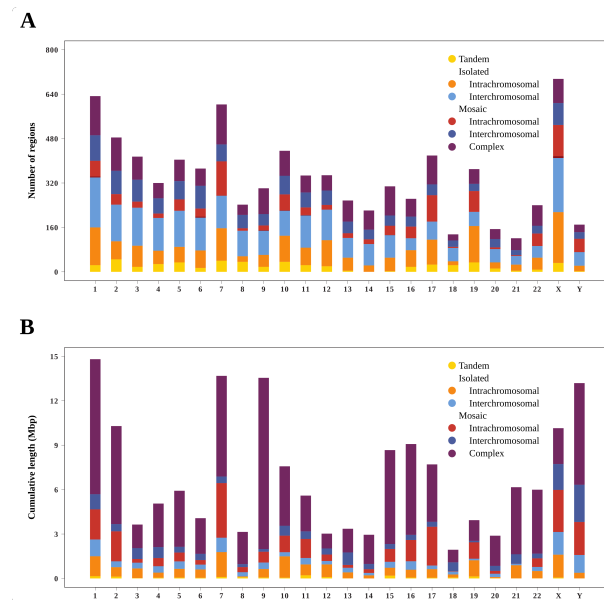 A
800
640
480
320
160
0
Number of regions
Tandem
Isolated
Intrachromosomal
Interchromosomal
Mosaic
Intrachromosomal
Interchromosomal
Complex
1 2 3 4 5 6 7 8 9 10 11 12 13 14 15 16 17 18 19 20 21 22 X Y
B
15
12
9
6
3
0
Cumulative length (Mbp)
Tandem
Isolated
Intrachromosomal
Interchromosomal
Mosaic
Intrachromosomal
Interchromosomal
Complex
1 2 3 4 5 6 7 8 9 10 11 12 13 14 15 16 17 18 19 20 21 22 X Y